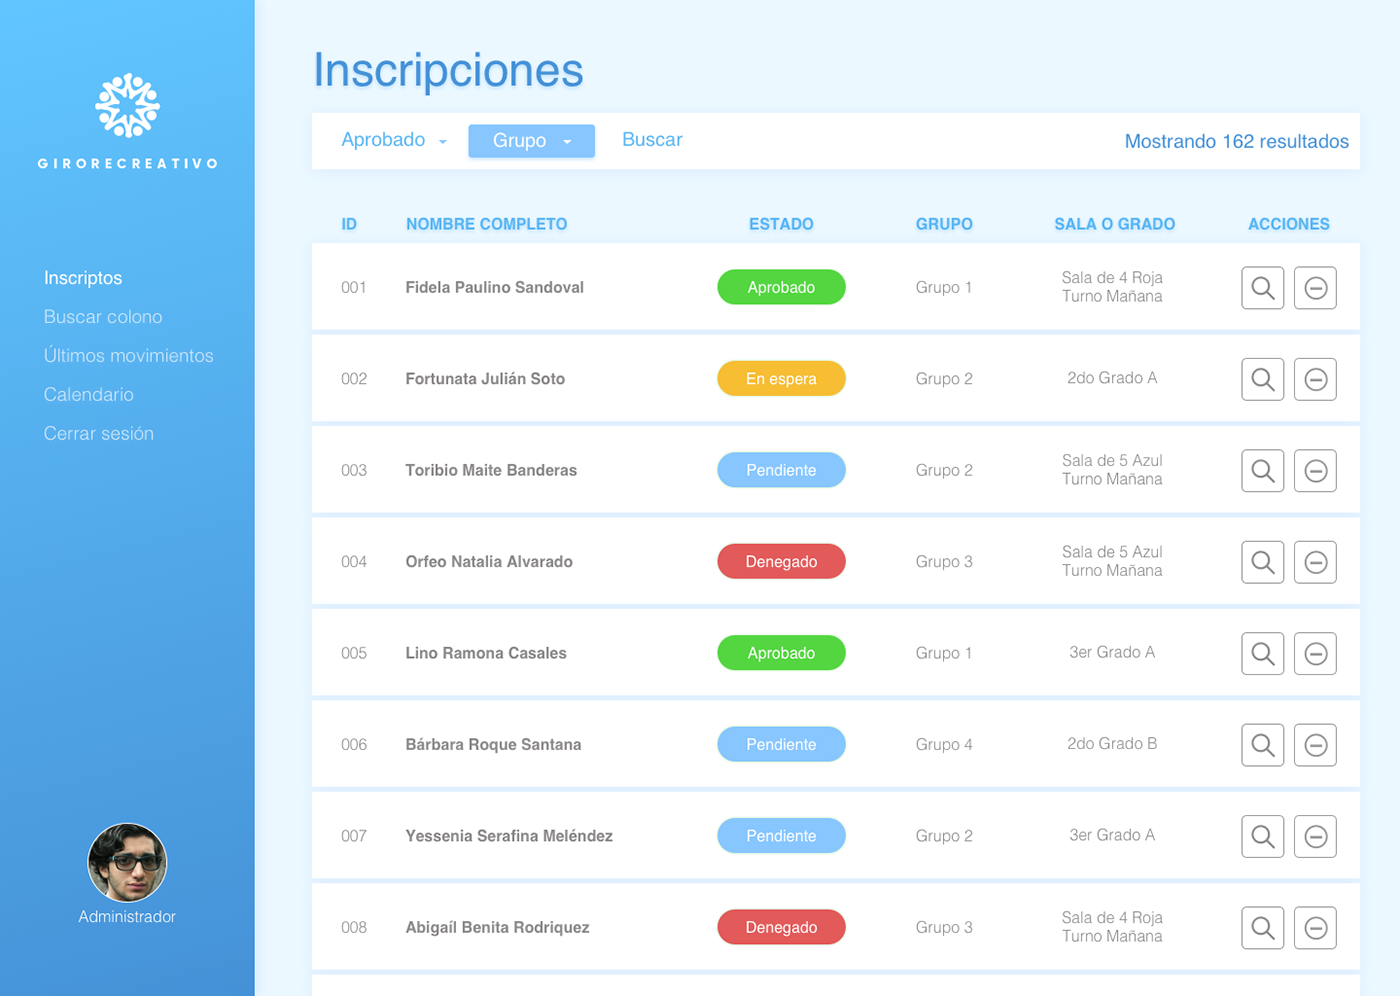 GIRORECREATIVO
Inscriptos
Buscar colono
Últimos movimientos
Calendario
Cerrar sesión
Administrador
Inscripciones
Aprobado Grupo Buscar Mostrando 162 resultados
ID NOMBRE COMPLETO ESTADO GRUPO SALA O GRADO ACCIONES
001 Fidela Paulino Sandoval Aprobado Grupo 1 Sala de 4 Roja
Turno Mañana
002 Fortunata Julián Soto En espera Grupo 2 2do Grado A
003 Toribio Maite Banderas Pendiente Grupo 2 Sala de 5 Azul
Turno Mañana
004 Orfeo Natalia Alvarado Denegado Grupo 3 Sala de 5 Azul
Turno Mañana
005 Lino Ramona Casales Aprobado Grupo 1 3er Grado A
006 Bárbara Roque Santana Pendiente Grupo 4 2do Grado B
007 Yessenia Serafina Meléndez Pendiente Grupo 2 3er Grado A
008 Abigaíl Benita Rodriquez Denegado Grupo 3 Sala de 4 Roja
Turno Mañana